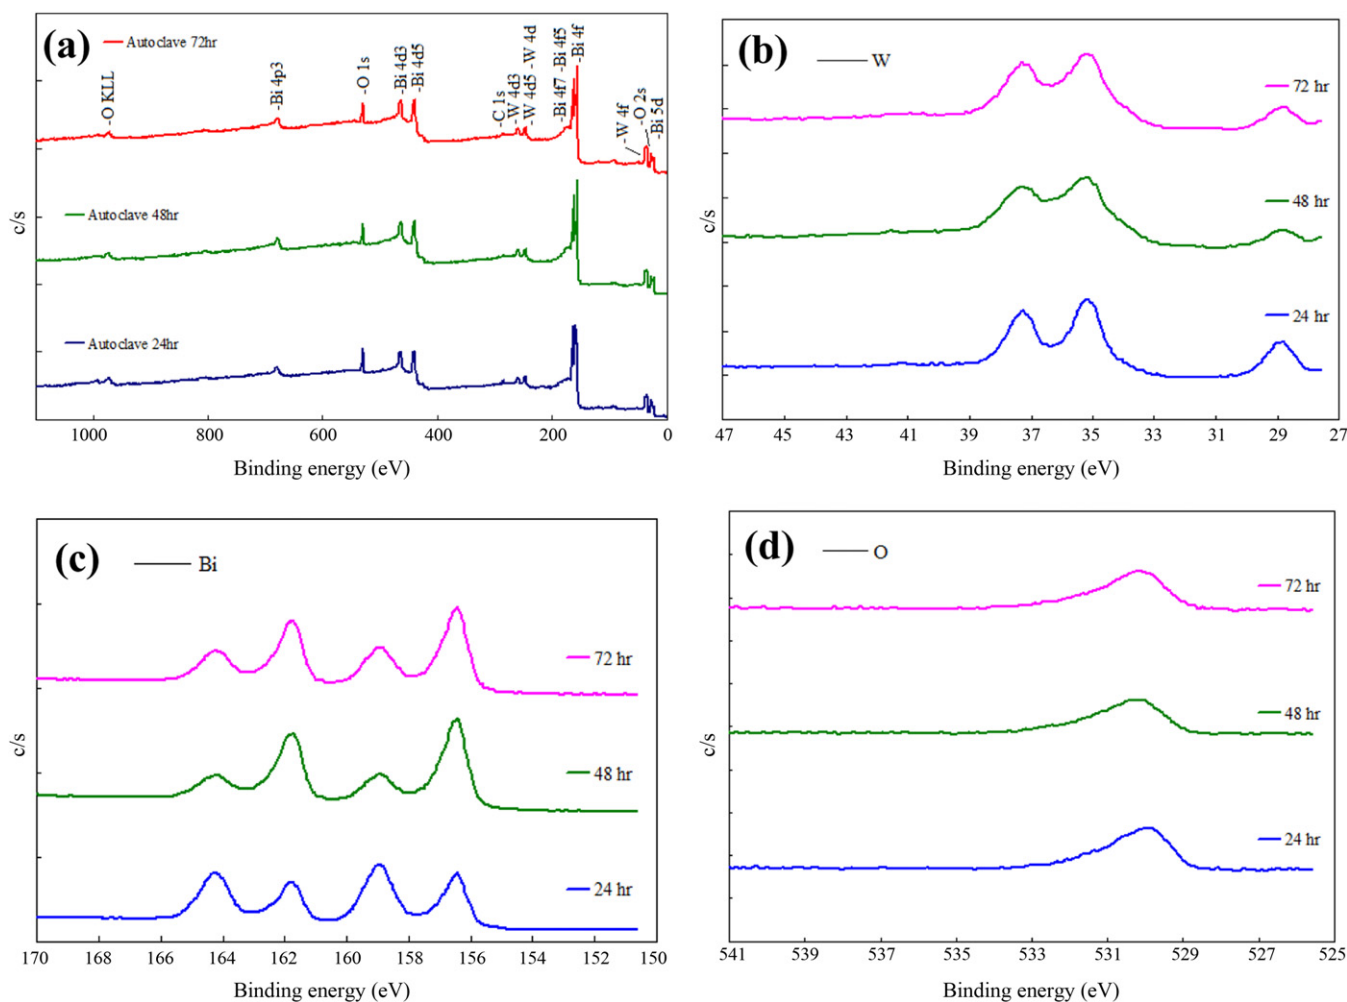 (a)
Autoclave 72hr
-O KLL
-Bi 4p3
-O 1s
-Bi 4d3
-Bi 4d5
-C 1s
-W 4d3
-W 4d5 -W 4d
-Bi 4f7 -Bi 4f5
-Bi 4f
-W 4f
-O 2s
-Bi 5d
Autoclave 48hr
Autoclave 24hr
c/s
1000 800 600 400 200 0
Binding energy (eV)
(b)
W
72 hr
48 hr
24 hr
c/s
47 45 43 41 39 37 35 33 31 29 27
Binding energy (eV)
(c)
Bi
72 hr
48 hr
24 hr
c/s
170 168 166 164 162 160 158 156 154 152 150
Binding energy (eV)
(d)
O
72 hr
48 hr
24 hr
c/s
541 539 537 535 533 531 529 527 525
Binding energy (eV)